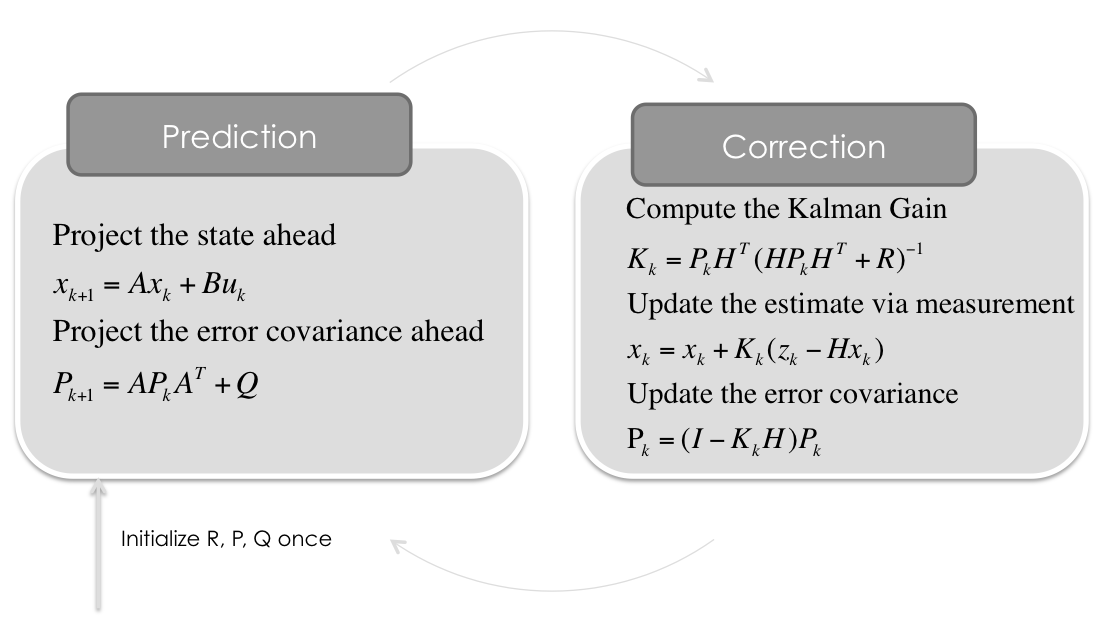 Prediction
Project the state ahead
x_{k+1} = Ax_k + Bu_k
Project the error covariance ahead
P_{k+1} = AP_kA^T + Q
Initialize R, P, Q once
Correction
Compute the Kalman Gain
K_k = P_kH^T(HP_kH^T + R)^{-1}
Update the estimate via measurement
x_k = x_k + K_k(z_k − Hx_k)
Update the error covariance
P_k = (I − K_kH)P_k